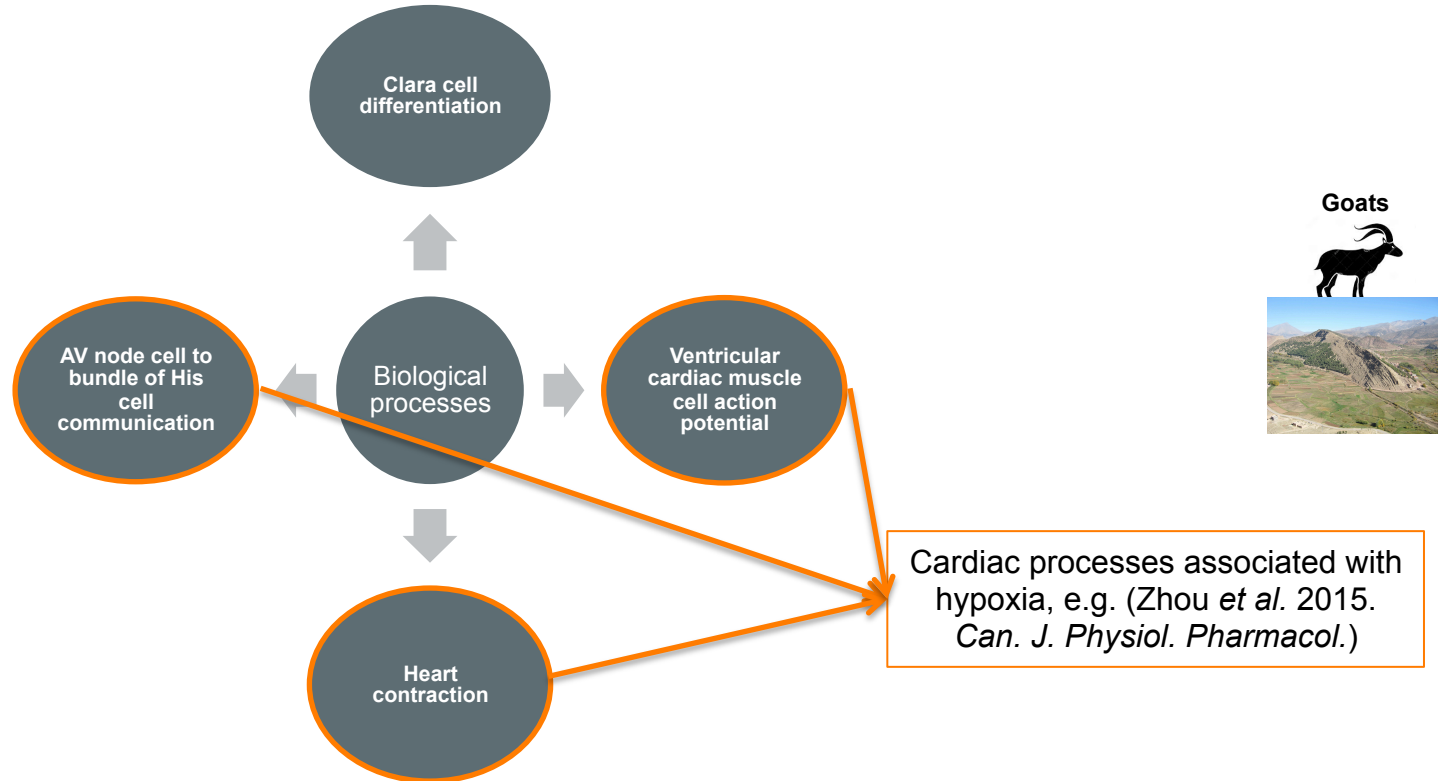 Clara cell
differentiation
Goats
AV node cell to
bundle of His
cell
communication
Biological
processes
Ventricular
cardiac muscle
cell action
potential
Cardiac processes associated with
hypoxia, e.g. (Zhou et al. 2015.
Can. J. Physiol. Pharmacol.)
Heart
contraction